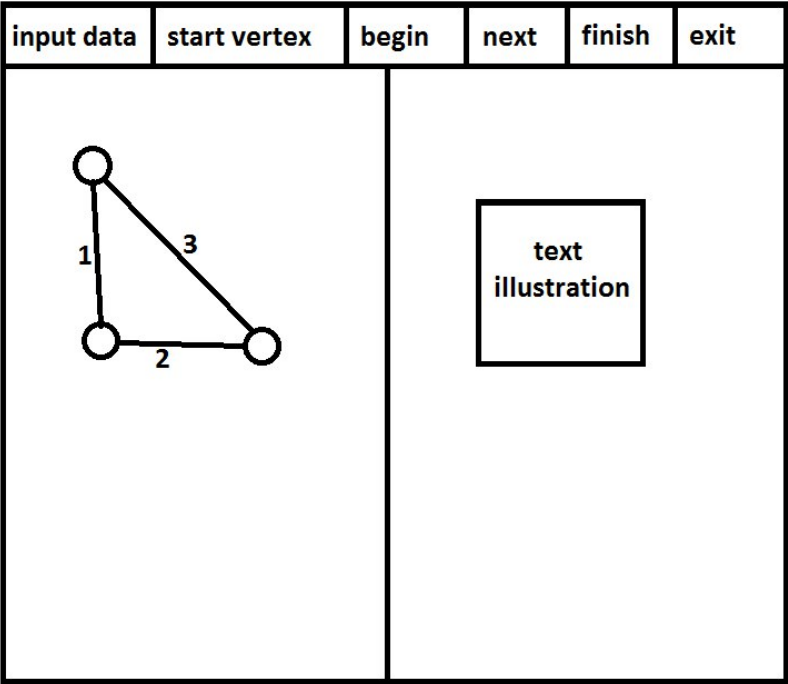 input data
start vertex
begin
next
finish
exit
1
3
2
text
illustration